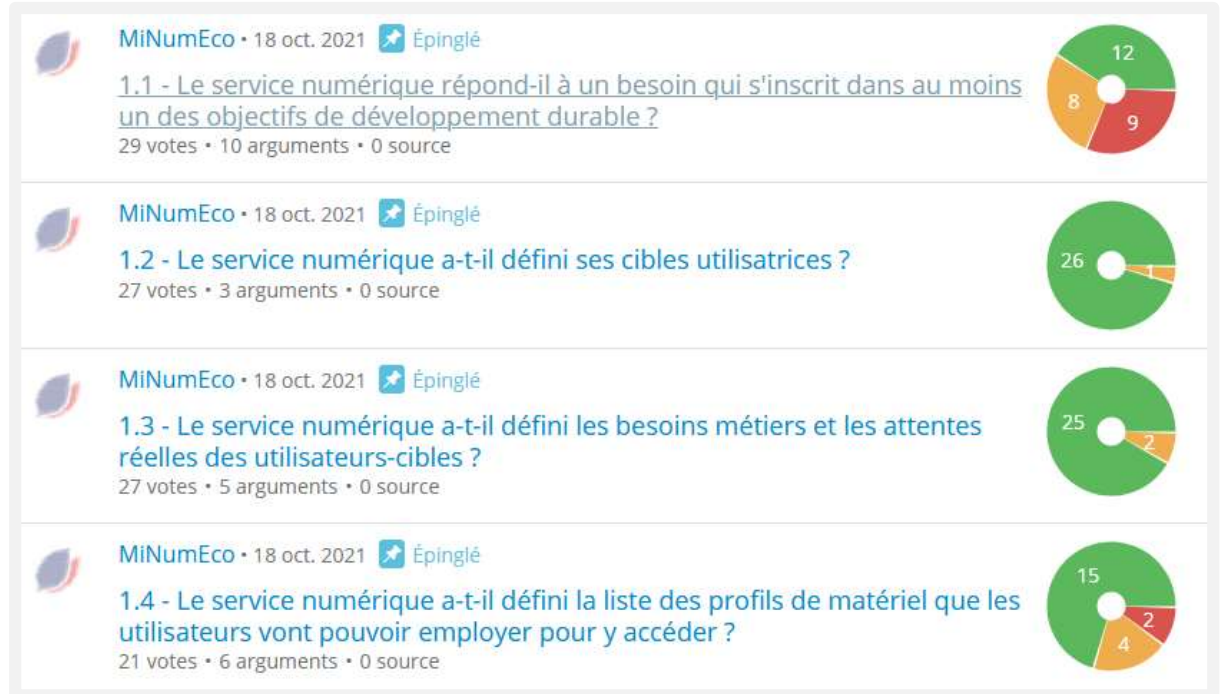 MiNumEco • 18 oct. 2021 Épinglé
1.1 - Le service numérique répond-il à un besoin qui s'inscrit dans au moins
un des objectifs de développement durable ?
29 votes • 10 arguments • 0 source
12
8
9
MiNumEco • 18 oct. 2021 Épinglé
1.2 - Le service numérique a-t-il défini ses cibles utilisatrices ?
27 votes • 3 arguments • 0 source
26
1
MiNumEco • 18 oct. 2021 Épinglé
1.3 - Le service numérique a-t-il défini les besoins métiers et les attentes
réelles des utilisateurs-cibles ?
27 votes • 5 arguments • 0 source
25
2
MiNumEco • 18 oct. 2021 Épinglé
1.4 - Le service numérique a-t-il défini la liste des profils de matériel que les
utilisateurs vont pouvoir employer pour y accéder ?
21 votes • 6 arguments • 0 source
15
2
4